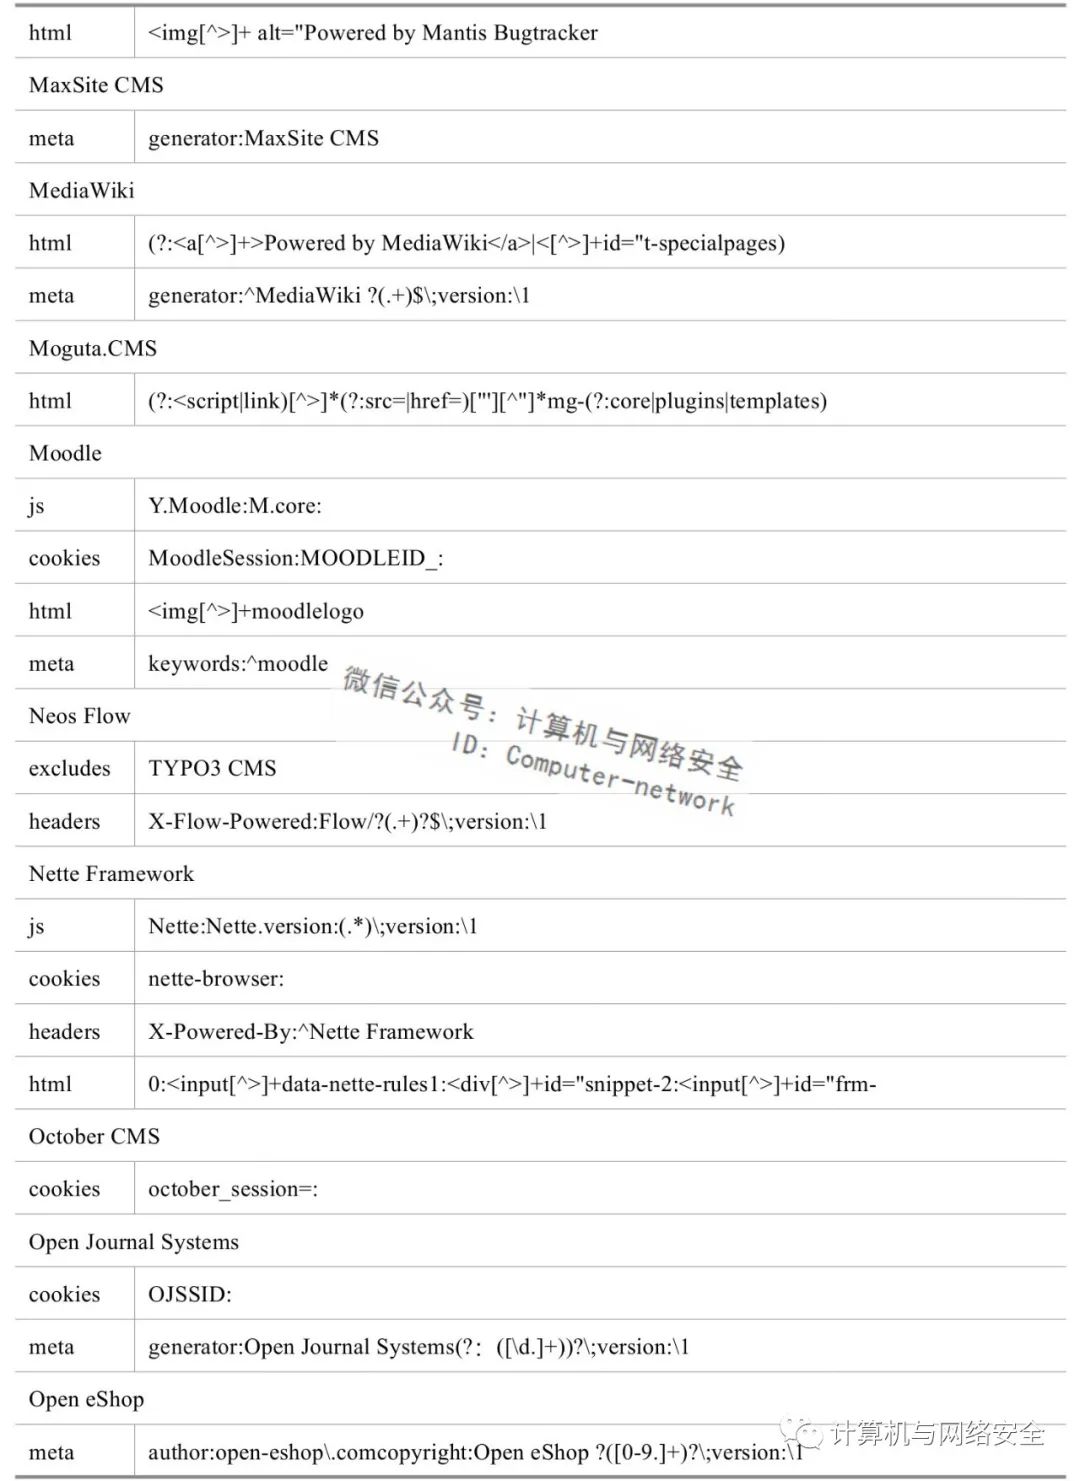 html <img[^>]+ alt="Powered by Mantis Bugtracker
MaxSite CMS
meta generator:MaxSite CMS
MediaWiki
html (?:<a[^>]+>Powered by MediaWiki</a>|<[^>]+id="t-specialpages)
meta generator:^MediaWiki ?(.+)$\;version:\1
Moguta.CMS
html (?:<script|link)[^>]*(?:src=|href=)["'][^"]*mg-(?:core|plugins|templates)
Moodle
js Y.Moodle:M.core:
cookies MoodleSession:MOODLEID_:
html <img[^>]+moodlelogo
meta keywords:^moodle
微信公众号：计算机与网络安全
ID：Computer-network
Neos Flow
excludes TYPO3 CMS
headers X-Flow-Powered:Flow/?(.+)?$\;version:\1
Nette Framework
js Nette:Nette.version:(.*)\;version:\1
cookies nette-browser:
headers X-Powered-By:^Nette Framework
html 0:<input[^>]+data-nette-rules1:<div[^>]+id="snippet-2:<input[^>]+id="frm-
October CMS
cookies october_session=:
Open Journal Systems
cookies OJSSID:
meta generator:Open Journal Systems(?：([\d.]+))?\;version:\1
Open eShop
meta author:open-eshop\.comcopyright:Open eShop ?([0-9.]+)?\;version:\1
计算机与网络安全